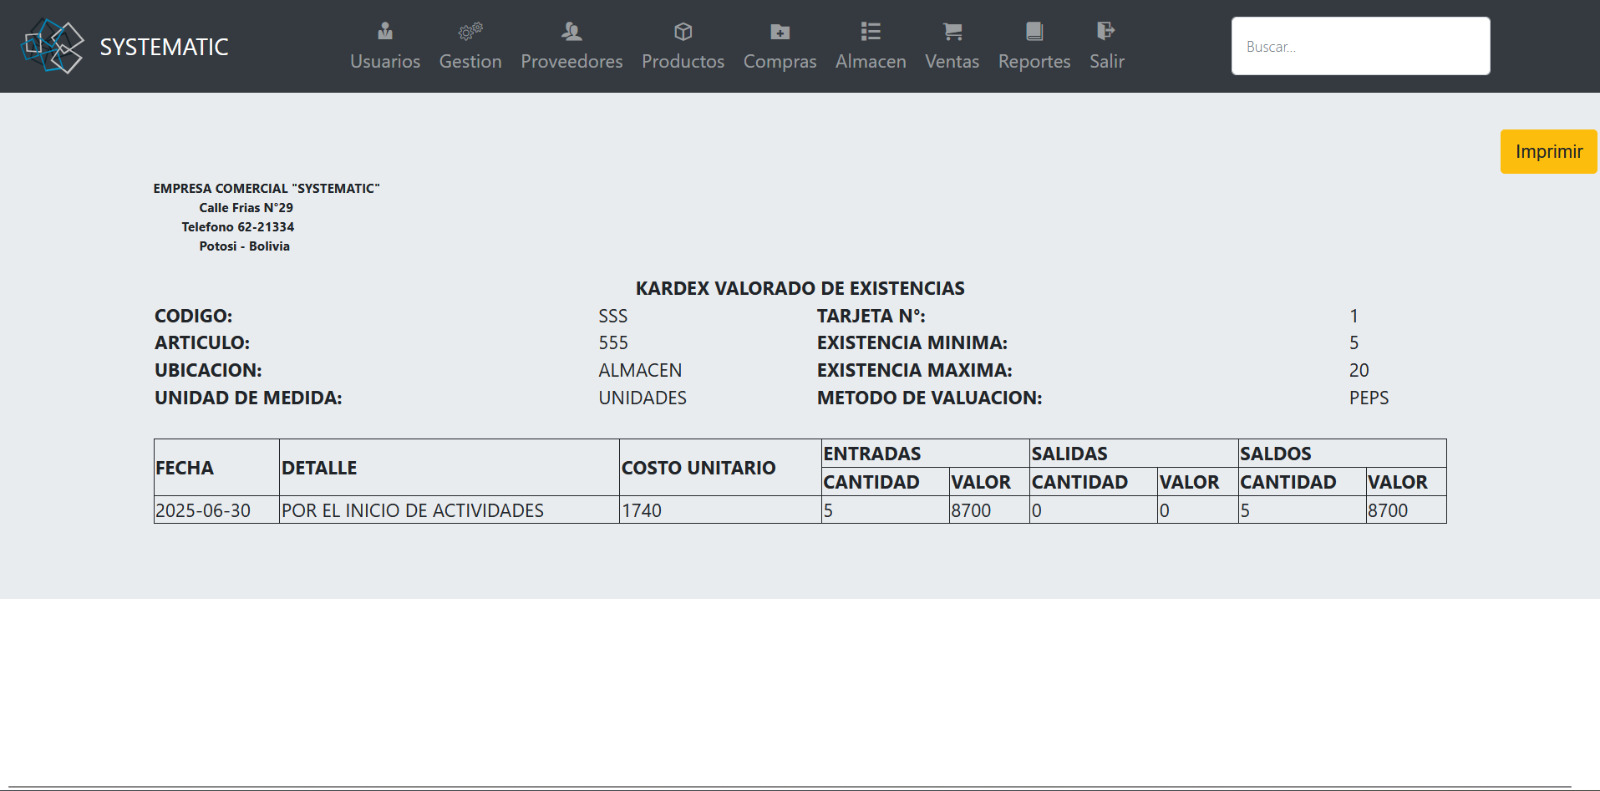 SYSTEMATIC
Usuarios Gestion Proveedores Productos Compras Almacen Ventas Reportes Salir
Buscar...
Imprimir
EMPRESA COMERCIAL "SYSTEMATIC"
Calle Frias N°29
Telefono 62-21334
Potosi - Bolivia
KARDEX VALORADO DE EXISTENCIAS
CODIGO: SSS TARJETA N°: 1
ARTICULO: 555 EXISTENCIA MINIMA: 5
UBICACION: ALMACEN EXISTENCIA MAXIMA: 20
UNIDAD DE MEDIDA: UNIDADES METODO DE VALUACION: PEPS
FECHA DETALLE COSTO UNITARIO ENTRADAS SALIDAS SALDOS
CANTIDAD VALOR CANTIDAD VALOR CANTIDAD VALOR
2025-06-30 POR EL INICIO DE ACTIVIDADES 1740 5 8700 0 0 5 8700